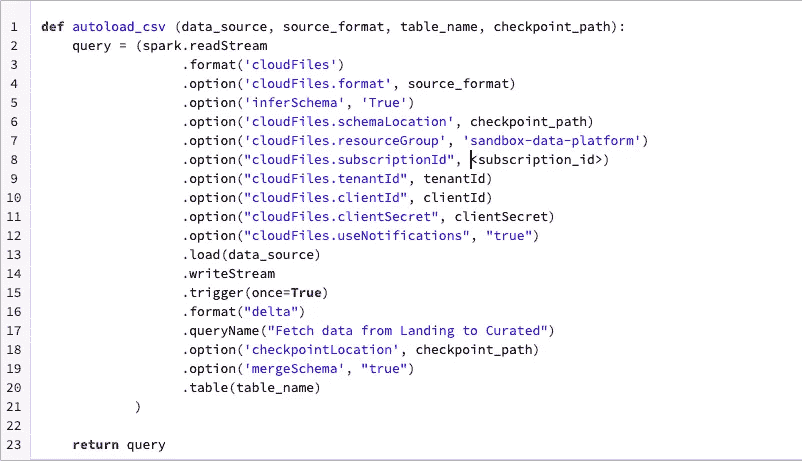 1 def autoload_csv (data_source, source_format, table_name, checkpoint_path):
2     query = (spark.readStream
3                   .format('cloudFiles')
4                   .option('cloudFiles.format', source_format)
5                   .option('inferSchema', 'True')
6                   .option('cloudFiles.schemaLocation', checkpoint_path)
7                   .option('cloudFiles.resourceGroup', 'sandbox-data-platform')
8                   .option("cloudFiles.subscriptionId", <subscription_id>)
9                   .option("cloudFiles.tenantId", tenantId)
10                  .option("cloudFiles.clientId", clientId)
11                  .option("cloudFiles.clientSecret", clientSecret)
12                  .option("cloudFiles.useNotifications", "true")
13                  .load(data_source)
14                  .writeStream
15                  .trigger(once=True)
16                  .format("delta")
17                  .queryName("Fetch data from Landing to Curated")
18                  .option('checkpointLocation', checkpoint_path)
19                  .option('mergeSchema', "true")
20                  .table(table_name)
21            )
22
23    return query